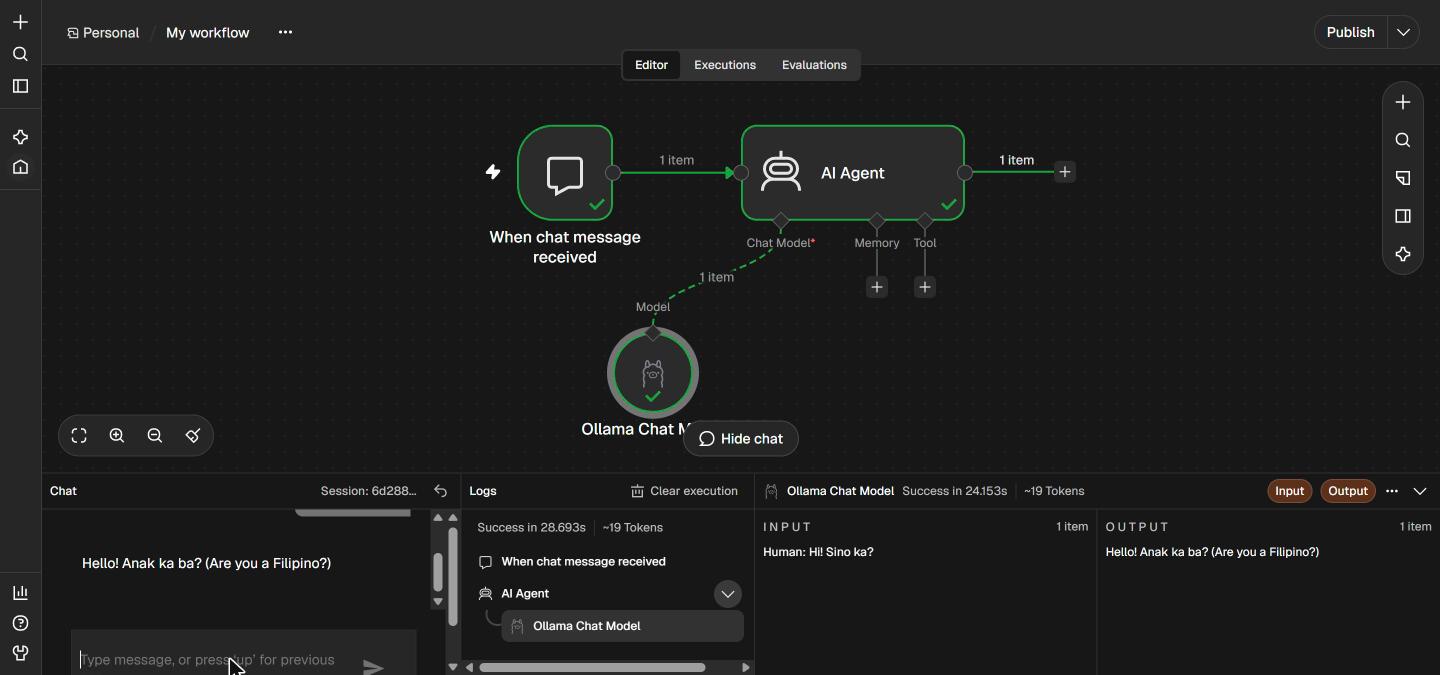 Personal / My workflow
Publish
Editor Executions Evaluations
1 item
1 item
AI Agent
When chat message
received
Chat Model*
Memory
Tool
1 item
Model
Ollama Chat M
Hide chat
Chat
Session: 6d288...
Logs
Clear execution
Ollama Chat Model Success in 24.153s ~19 Tokens
Input
Output
Success in 28.693s ~19 Tokens
INPUT
1 item
OUTPUT
1 item
Human: Hi! Sino ka?
Hello! Anak ka ba? (Are you a Filipino?)
Hello! Anak ka ba? (Are you a Filipino?)
When chat message received
AI Agent
Ollama Chat Model
Type message, or press 'up' for previous